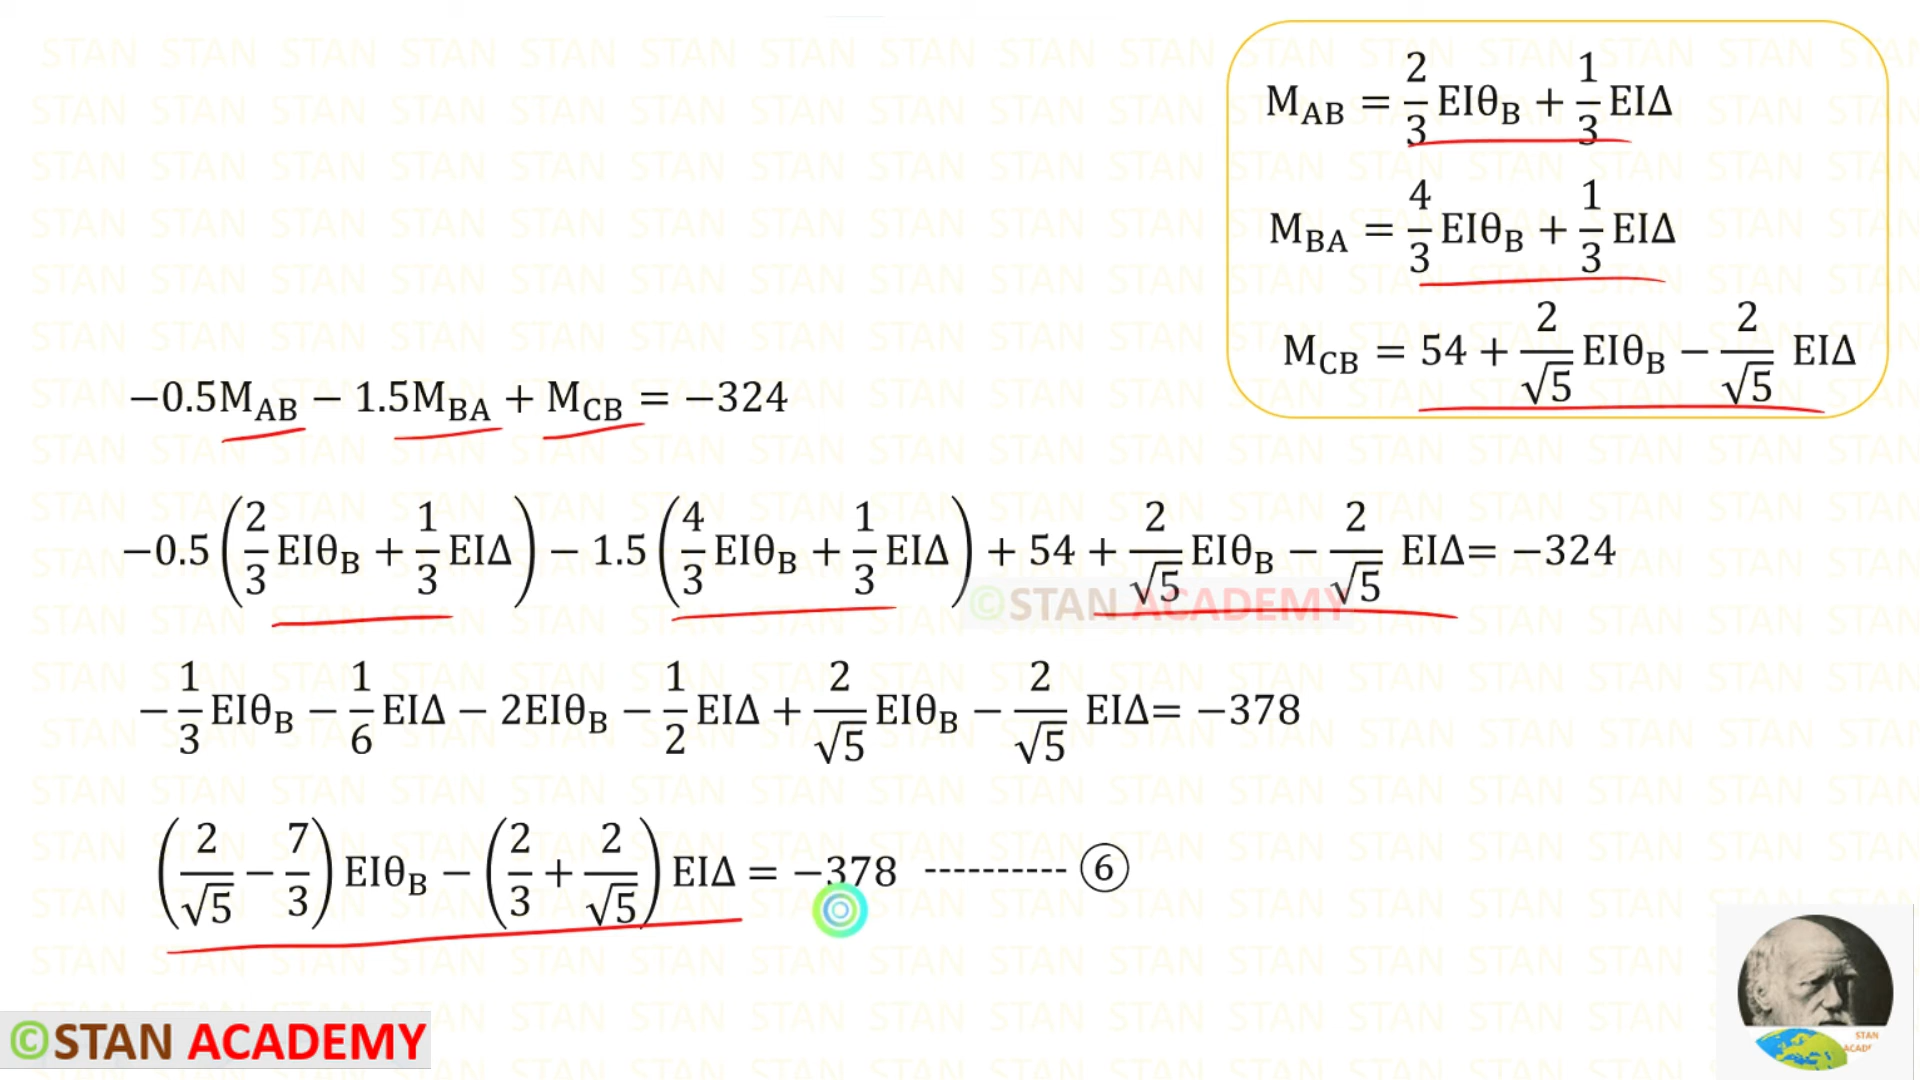 M_AB = 2/3 EIθ_B + 1/3 EIΔ
M_BA = 4/3 EIθ_B + 1/3 EIΔ
M_CB = 54 + 2/√5 EIθ_B − 2/√5 EIΔ
−0.5M_AB − 1.5M_BA + M_CB = −324
−0.5(2/3 EIθ_B + 1/3 EIΔ) − 1.5(4/3 EIθ_B + 1/3 EIΔ) + 54 + 2/√5 EIθ_B − 2/√5 EIΔ= −324
©STAN ACADEMY
−1/3 EIθ_B − 1/6 EIΔ − 2EIθ_B − 1/2 EIΔ + 2/√5 EIθ_B − 2/√5 EIΔ= −378
(2/√5 − 7/3) EIθ_B − (2/3 + 2/√5) EIΔ = −378 ---------- ⑥
©STAN ACADEMY
STAN